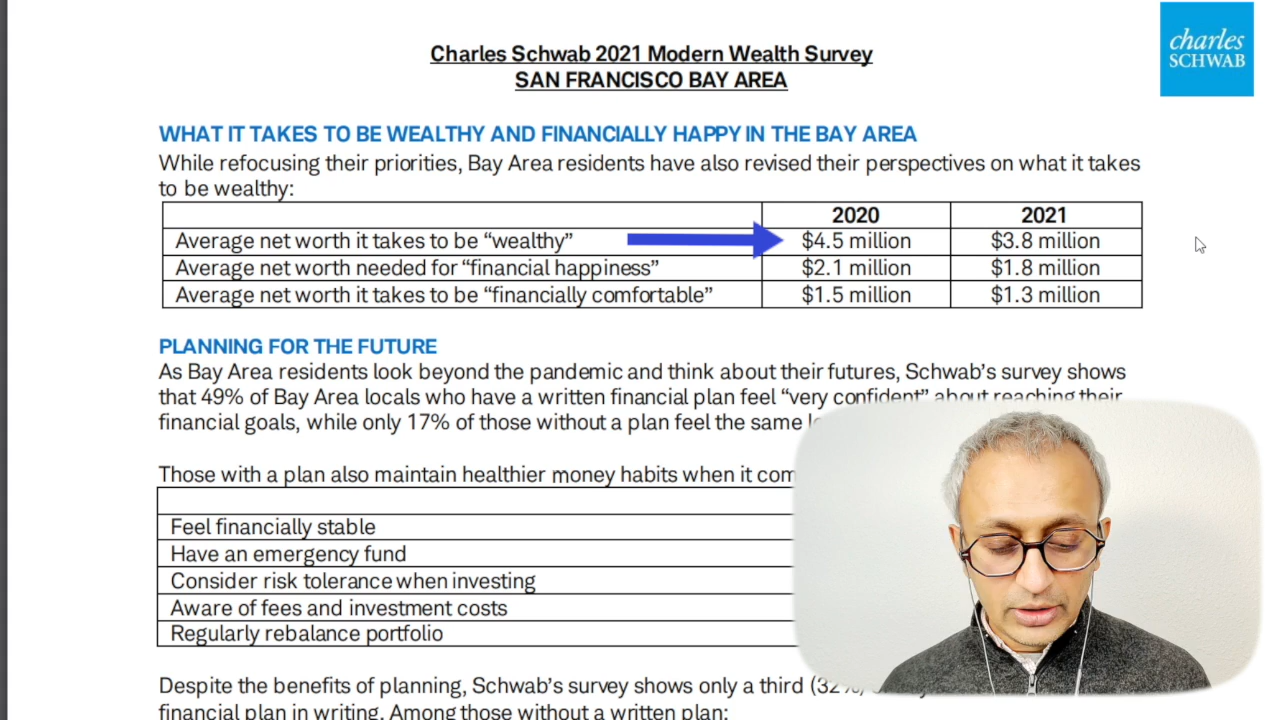 charles
SCHWAB
Charles Schwab 2021 Modern Wealth Survey
SAN FRANCISCO BAY AREA
WHAT IT TAKES TO BE WEALTHY AND FINANCIALLY HAPPY IN THE BAY AREA
While refocusing their priorities, Bay Area residents have also revised their perspectives on what it takes
to be wealthy:
2020 2021
Average net worth it takes to be “wealthy” $4.5 million $3.8 million
Average net worth needed for “financial happiness” $2.1 million $1.8 million
Average net worth it takes to be “financially comfortable” $1.5 million $1.3 million
PLANNING FOR THE FUTURE
As Bay Area residents look beyond the pandemic and think about their futures, Schwab’s survey shows
that 49% of Bay Area locals who have a written financial plan feel “very confident” about reaching their
financial goals, while only 17% of those without a plan feel the same
Those with a plan also maintain healthier money habits when it
Feel financially stable
Have an emergency fund
Consider risk tolerance when investing
Aware of fees and investment costs
Regularly rebalance portfolio
Despite the benefits of planning, Schwab’s survey shows only a third (32%)
financial plan in writing. Among those without a written plan: